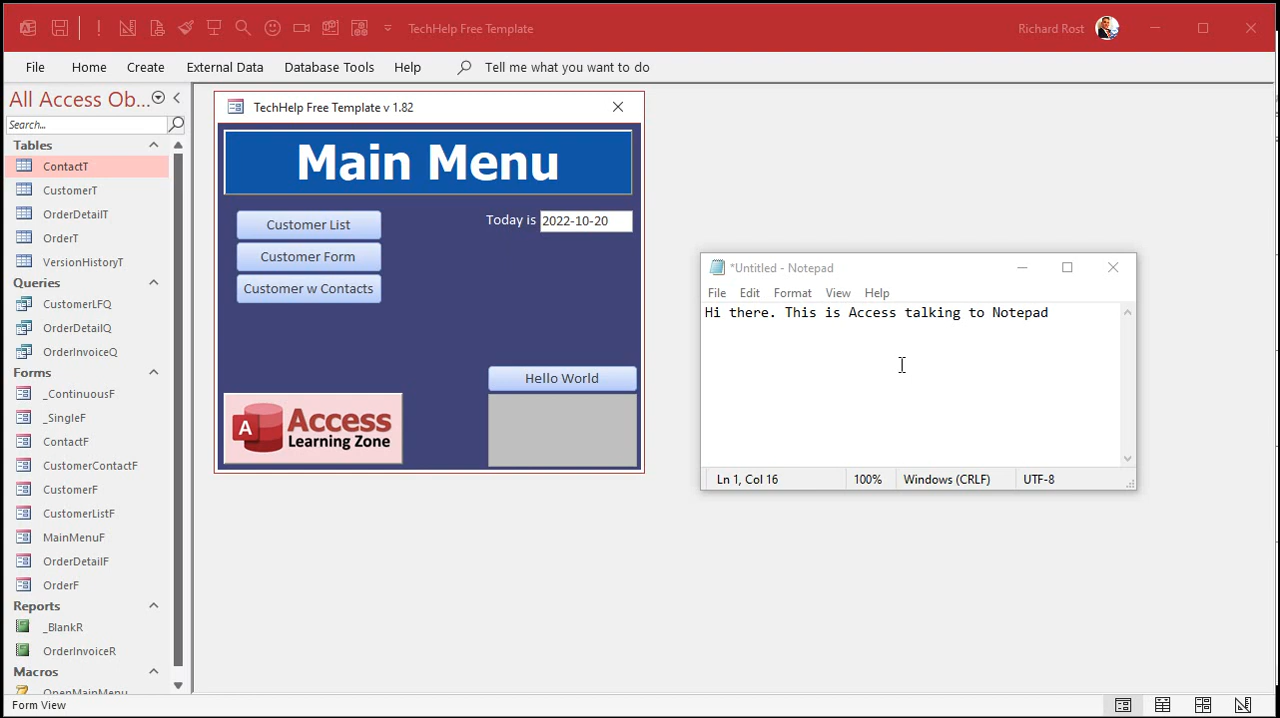 TechHelp Free Template
Richard Rost
File Home Create External Data Database Tools Help Tell me what you want to do
All Access Ob...
Search...
Tables
ContactT
CustomerT
OrderDetailT
OrderT
VersionHistoryT
Queries
CustomerLFQ
OrderDetailQ
OrderInvoiceQ
Forms
_ContinuousF
_SingleF
ContactF
CustomerContactF
CustomerF
CustomerListF
MainMenuF
OrderDetailF
OrderF
Reports
_BlankR
OrderInvoiceR
Macros
OpenMainMenu
TechHelp Free Template v 1.82
Main Menu
Customer List
Today is 2022-10-20
Customer Form
Customer w Contacts
Hello World
A Access
Learning Zone
*Untitled - Notepad
File Edit Format View Help
Hi there. This is Access talking to Notepad
Ln 1, Col 16 100% Windows (CRLF) UTF-8
Form View